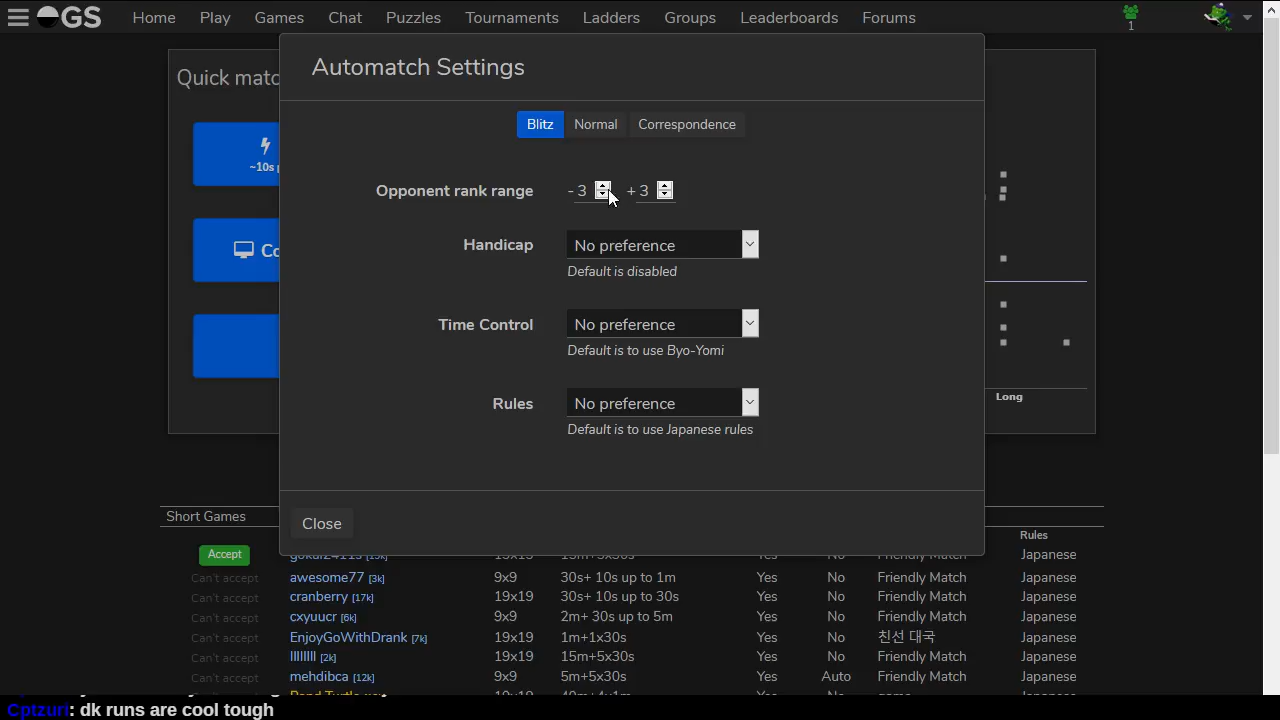 OGS Home Play Games Chat Puzzles Tournaments Ladders Groups Leaderboards Forums 1
Automatch Settings
Quick matc
Blitz Normal Correspondence
~10s
Opponent rank range - 3 + 3
Handicap No preference
Default is disabled
Time Control No preference
Default is to use Byo-Yomi
Rules No preference
Default is to use Japanese rules
Long
Close
Short Games
Rules
Accept Japanese
Can't accept awesome77 [3k] 9x9 30s+ 10s up to 1m Yes No Friendly Match Japanese
Can't accept cranberry [17k] 19x19 30s+ 10s up to 30s Yes No Friendly Match Japanese
Can't accept cxyuucr [6k] 9x9 2m+ 30s up to 5m Yes No Friendly Match Japanese
Can't accept EnjoyGoWithDrank [7k] 19x19 1m+1x30s Yes No 친선 대국 Japanese
Can't accept [2k] 19x19 15m+5x30s Yes No Friendly Match Japanese
Can't accept mehdibca [12k] 9x9 5m+5x30s Yes Auto Friendly Match Japanese
Cptzuri: dk runs are cool tough